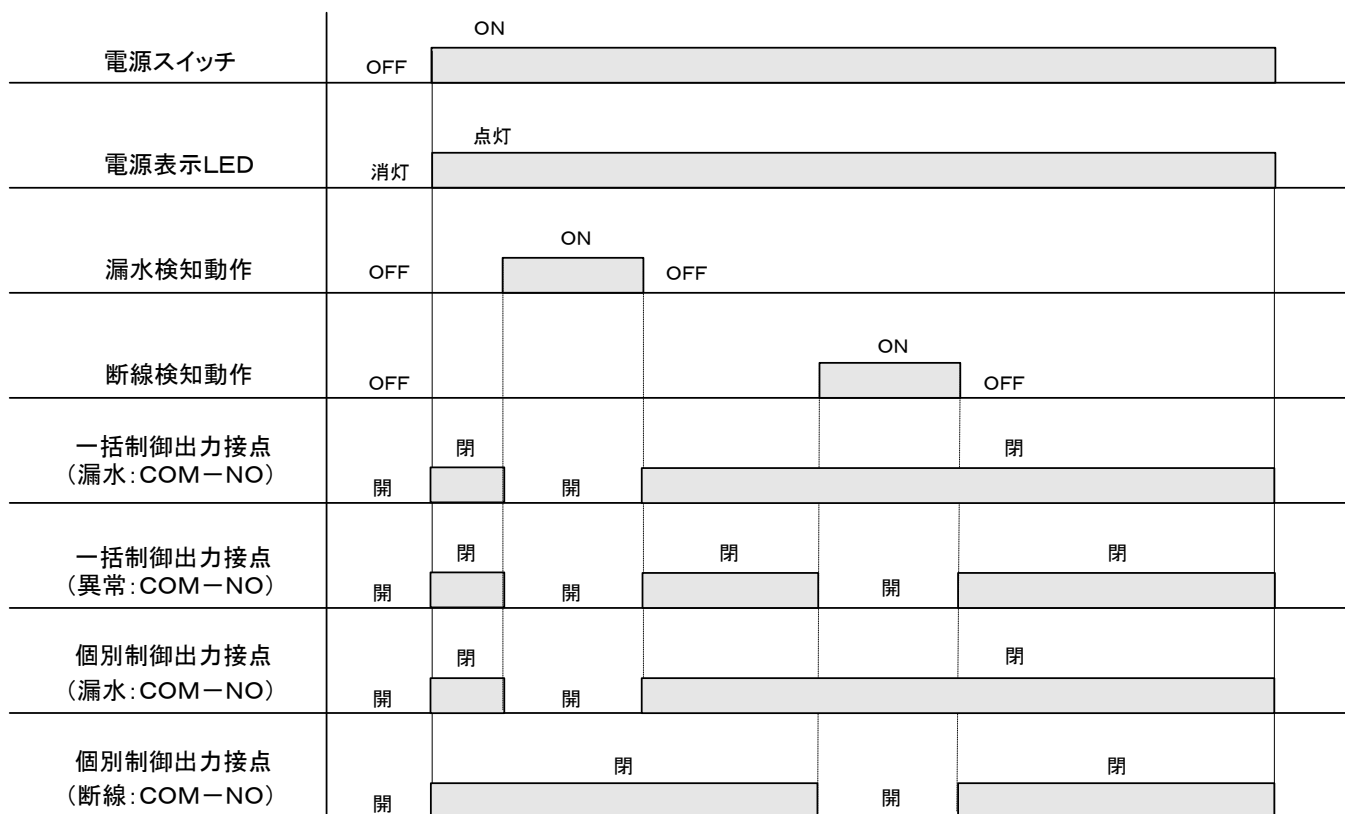 ON
電源スイッチ OFF
点灯
電源表示LED 消灯
ON
漏水検知動作 OFF OFF
ON
断線検知動作 OFF OFF
一括制御出力接点 閉 閉
(漏水:COM-NO) 開 開
一括制御出力接点 閉 閉 閉
(異常:COM-NO) 開 開 開
個別制御出力接点 閉 閉
(漏水:COM-NO) 開 開
個別制御出力接点 閉 閉
(断線:COM-NO) 開 開